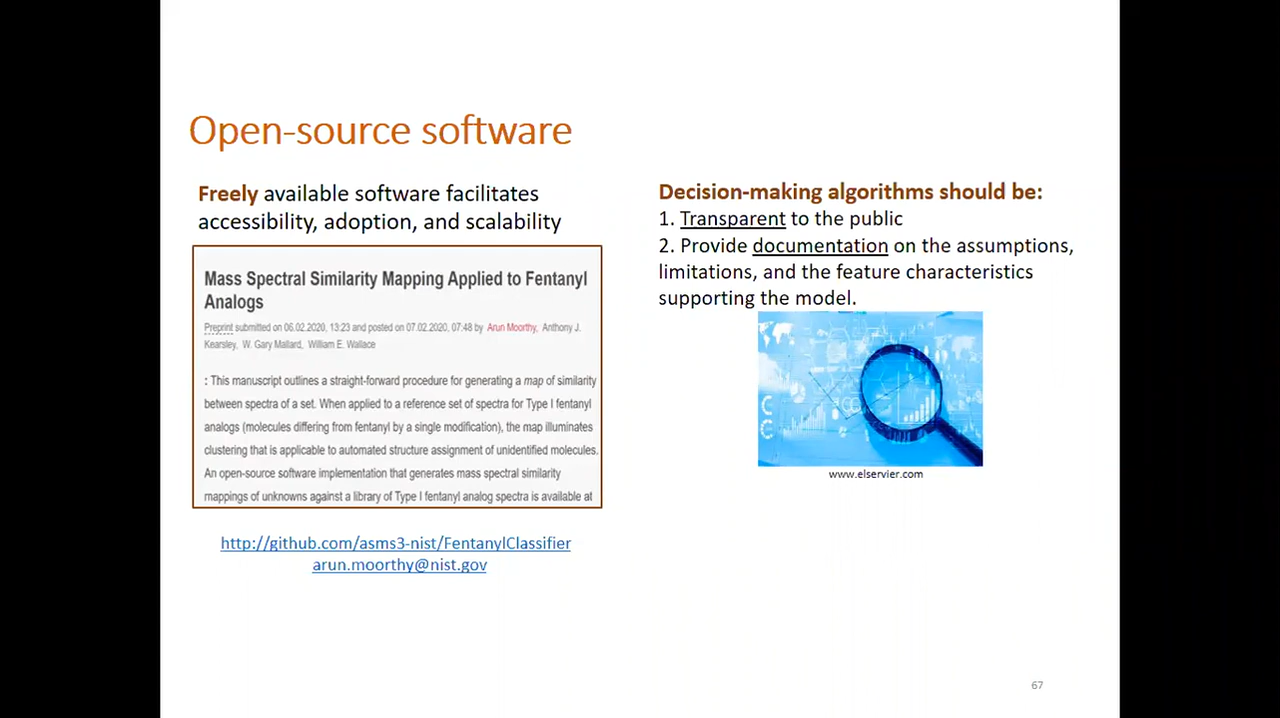 Open-source software
Freely available software facilitates
accessibility, adoption, and scalability
Mass Spectral Similarity Mapping Applied to Fentanyl
Analogs
Preprint submitted on 06.02.2020, 13:23 and posted on 07.02.2020, 07:48 by Arun Moorthy, Anthony J.
Kearsley, W. Gary Mallard, William E. Wallace
: This manuscript outlines a straight-forward procedure for generating a map of similarity
between spectra of a set. When applied to a reference set of spectra for Type I fentanyl
analogs (molecules differing from fentanyl by a single modification), the map illuminates
clustering that is applicable to automated structure assignment of unidentified molecules.
An open-source software implementation that generates mass spectral similarity
mappings of unknowns against a library of Type I fentanyl analog spectra is available at
http://github.com/asms3-nist/FentanylClassifier
arun.moorthy@nist.gov
Decision-making algorithms should be:
1. Transparent to the public
2. Provide documentation on the assumptions,
limitations, and the feature characteristics
supporting the model.
www.elservier.com
67